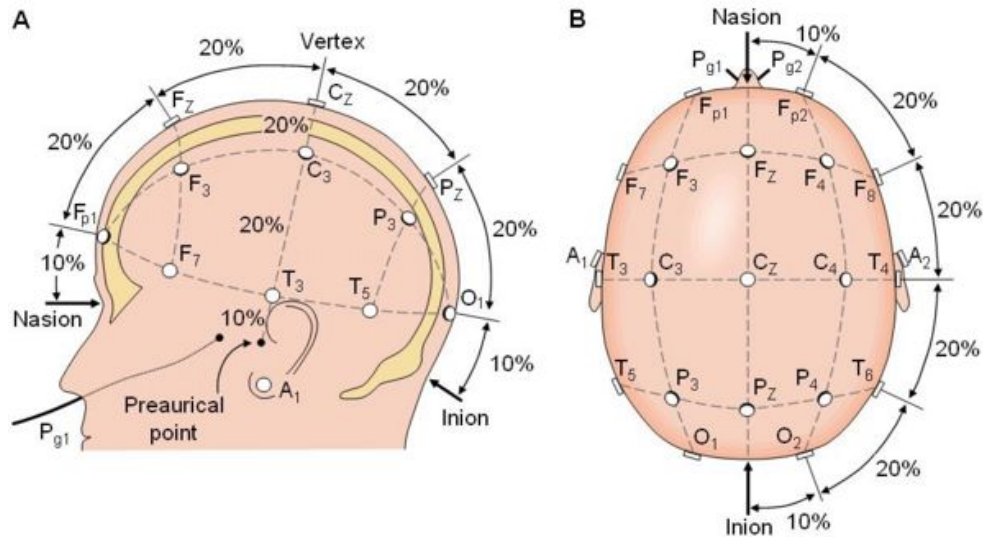 A
Vertex
20%
20%
C_Z
F_Z
20%
20%
20%
F_3
C_3
P_Z
F_p1
P_3
20%
20%
10%
F_7
T_3
T_5
O_1
Nasion
10%
10%
A_1
Preaurical
point
Inion
P_g1
B
Nasion
10%
P_g1
P_g2
20%
F_p1
F_p2
F_7
F_3
F_Z
F_4
F_8
20%
A_1
T_3
C_3
C_Z
C_4
T_4
A_2
20%
T_5
P_3
P_Z
P_4
T_6
O_1
O_2
20%
Inion
10%